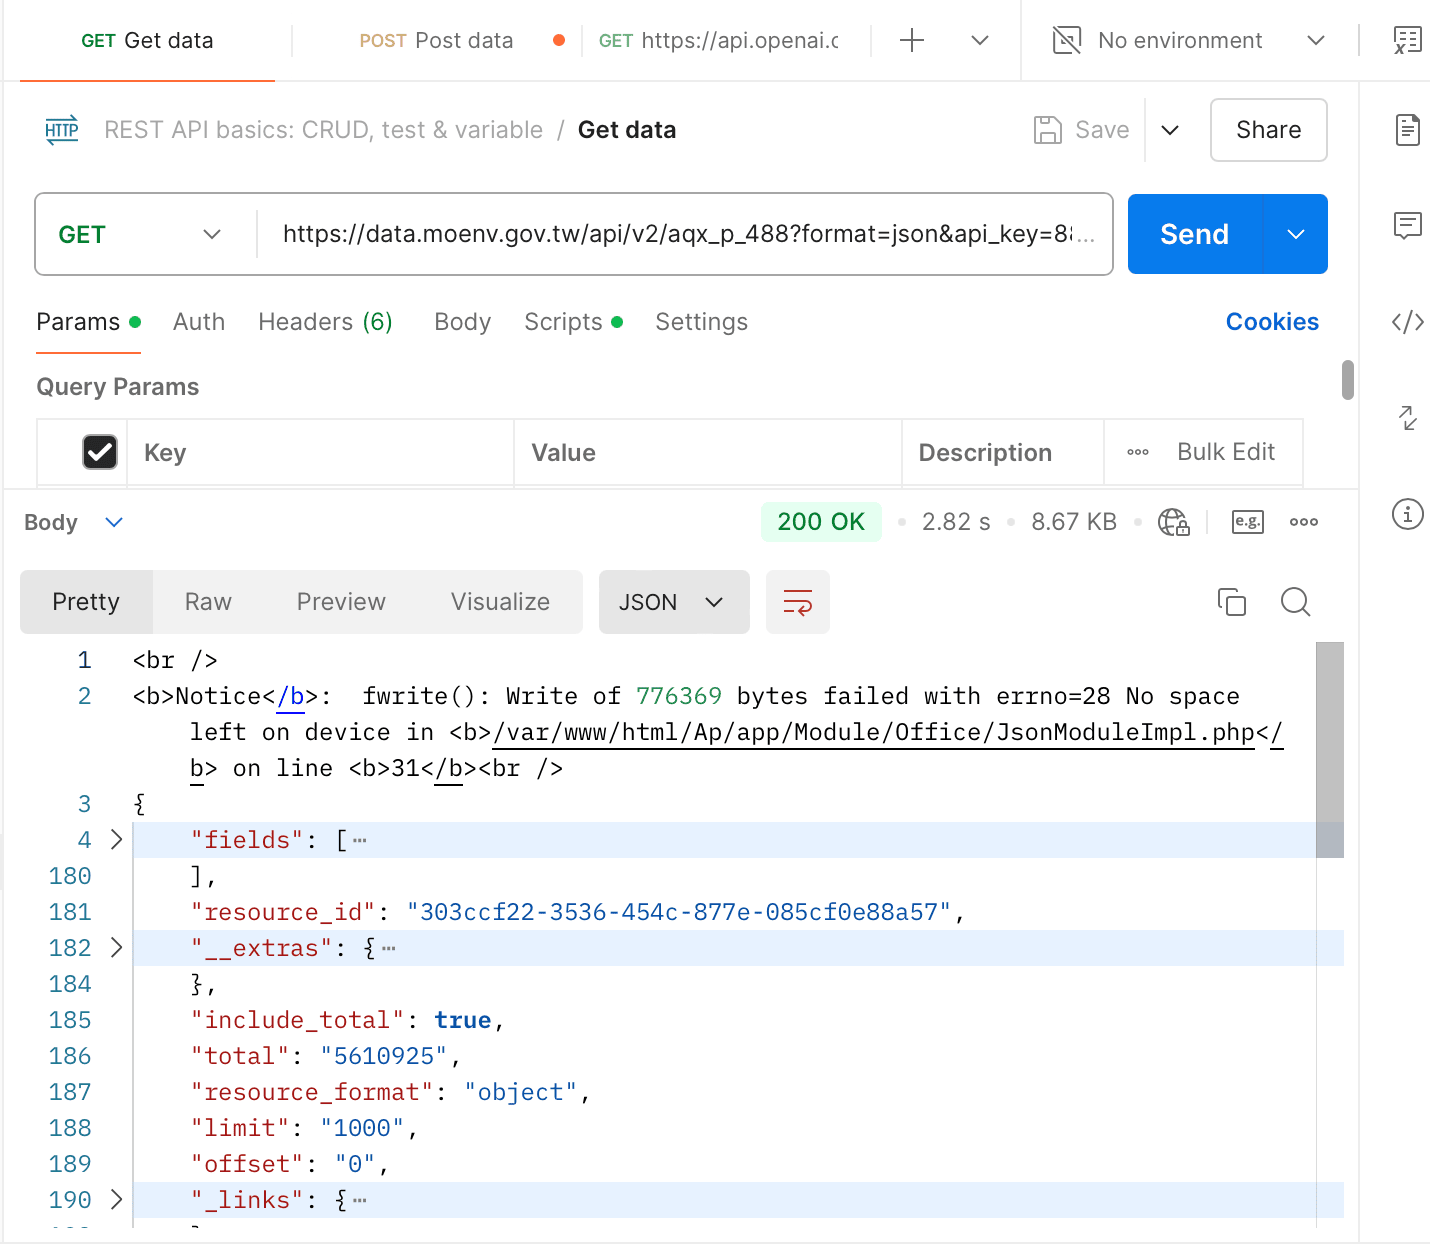 GET Get data POST Post data GET https://api.openai.c No environment
HTTP REST API basics: CRUD, test & variable / Get data Save Share
GET https://data.moenv.gov.tw/api/v2/aqx_p_488?format=json&api_key=88... Send
Params Auth Headers (6) Body Scripts Settings Cookies
Query Params
Key Value Description Bulk Edit
Body 200 OK 2.82 s 8.67 KB e.g.
Pretty Raw Preview Visualize JSON
1 <br />
2 <b>Notice</b>:  fwrite(): Write of 776369 bytes failed with errno=28 No space
left on device in <b>/var/www/html/Ap/app/Module/Office/JsonModuleImpl.php</
b> on line <b>31</b><br />
3 {
4 "fields": [ ⋯
180 ],
181 "resource_id": "303ccf22-3536-454c-877e-085cf0e88a57",
182 "__extras": { ⋯
184 },
185 "include_total": true,
186 "total": "5610925",
187 "resource_format": "object",
188 "limit": "1000",
189 "offset": "0",
190 "_links": { ⋯